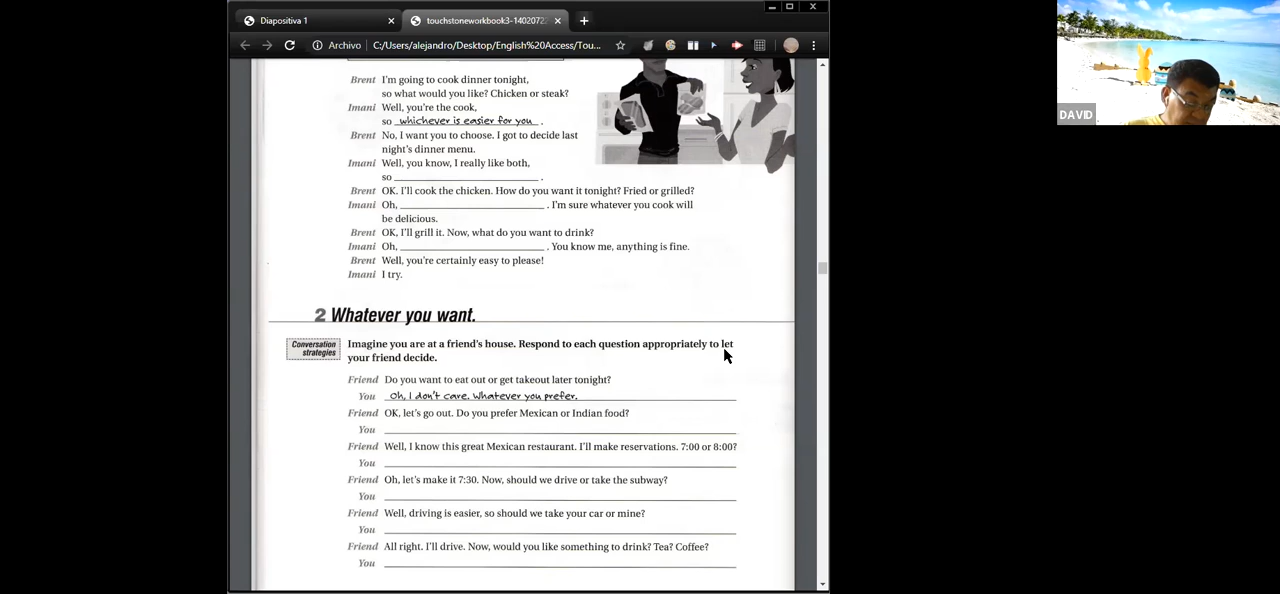 Diapositiva 1
touchstoneworkbook3-1402072
Archivo
C:/Users/alejandro/Desktop/English%20Access/Tou...
DAVID
Brent I'm going to cook dinner tonight,
so what would you like? Chicken or steak?
Imani Well, you're the cook,
so whichever is easier for you .
Brent No, I want you to choose. I got to decide last
night's dinner menu.
Imani Well, you know, I really like both,
so ____________________ .
Brent OK. I'll cook the chicken. How do you want it tonight? Fried or grilled?
Imani Oh, ____________________ . I'm sure whatever you cook will
be delicious.
Brent OK, I'll grill it. Now, what do you want to drink?
Imani Oh, ____________________ . You know me, anything is fine.
Brent Well, you're certainly easy to please!
Imani I try.
2 Whatever you want.
Conversation
strategies
Imagine you are at a friend's house. Respond to each question appropriately to let
your friend decide.
Friend Do you want to eat out or get takeout later tonight?
You Oh, I don't care. Whatever you prefer.
Friend OK, let's go out. Do you prefer Mexican or Indian food?
You
Friend Well, I know this great Mexican restaurant. I'll make reservations. 7:00 or 8:00?
You
Friend Oh, let's make it 7:30. Now, should we drive or take the subway?
You
Friend Well, driving is easier, so should we take your car or mine?
You
Friend All right. I'll drive. Now, would you like something to drink? Tea? Coffee?
You